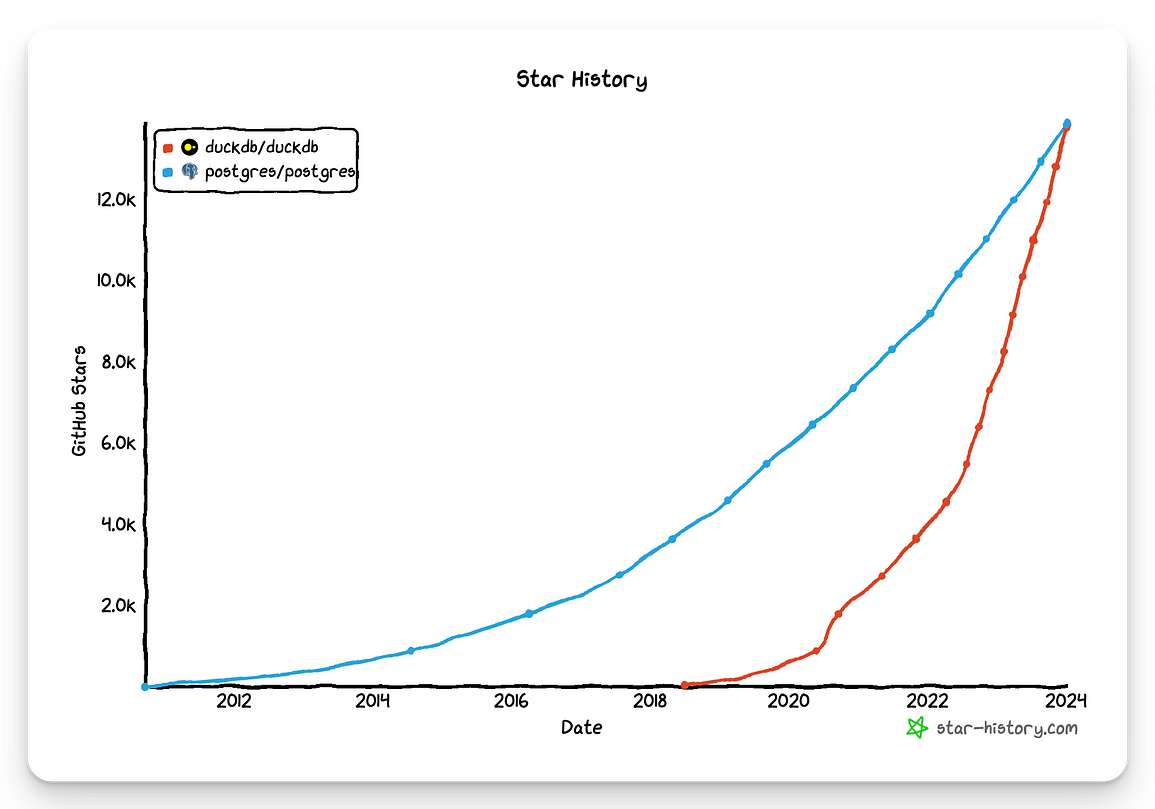 Star History
duckdb/duckdb
postgres/postgres
12.0k
10.0k
8.0k
6.0k
4.0k
2.0k
GitHub Stars
2012 2014 2016 2018 2020 2022 2024
Date
star-history.com